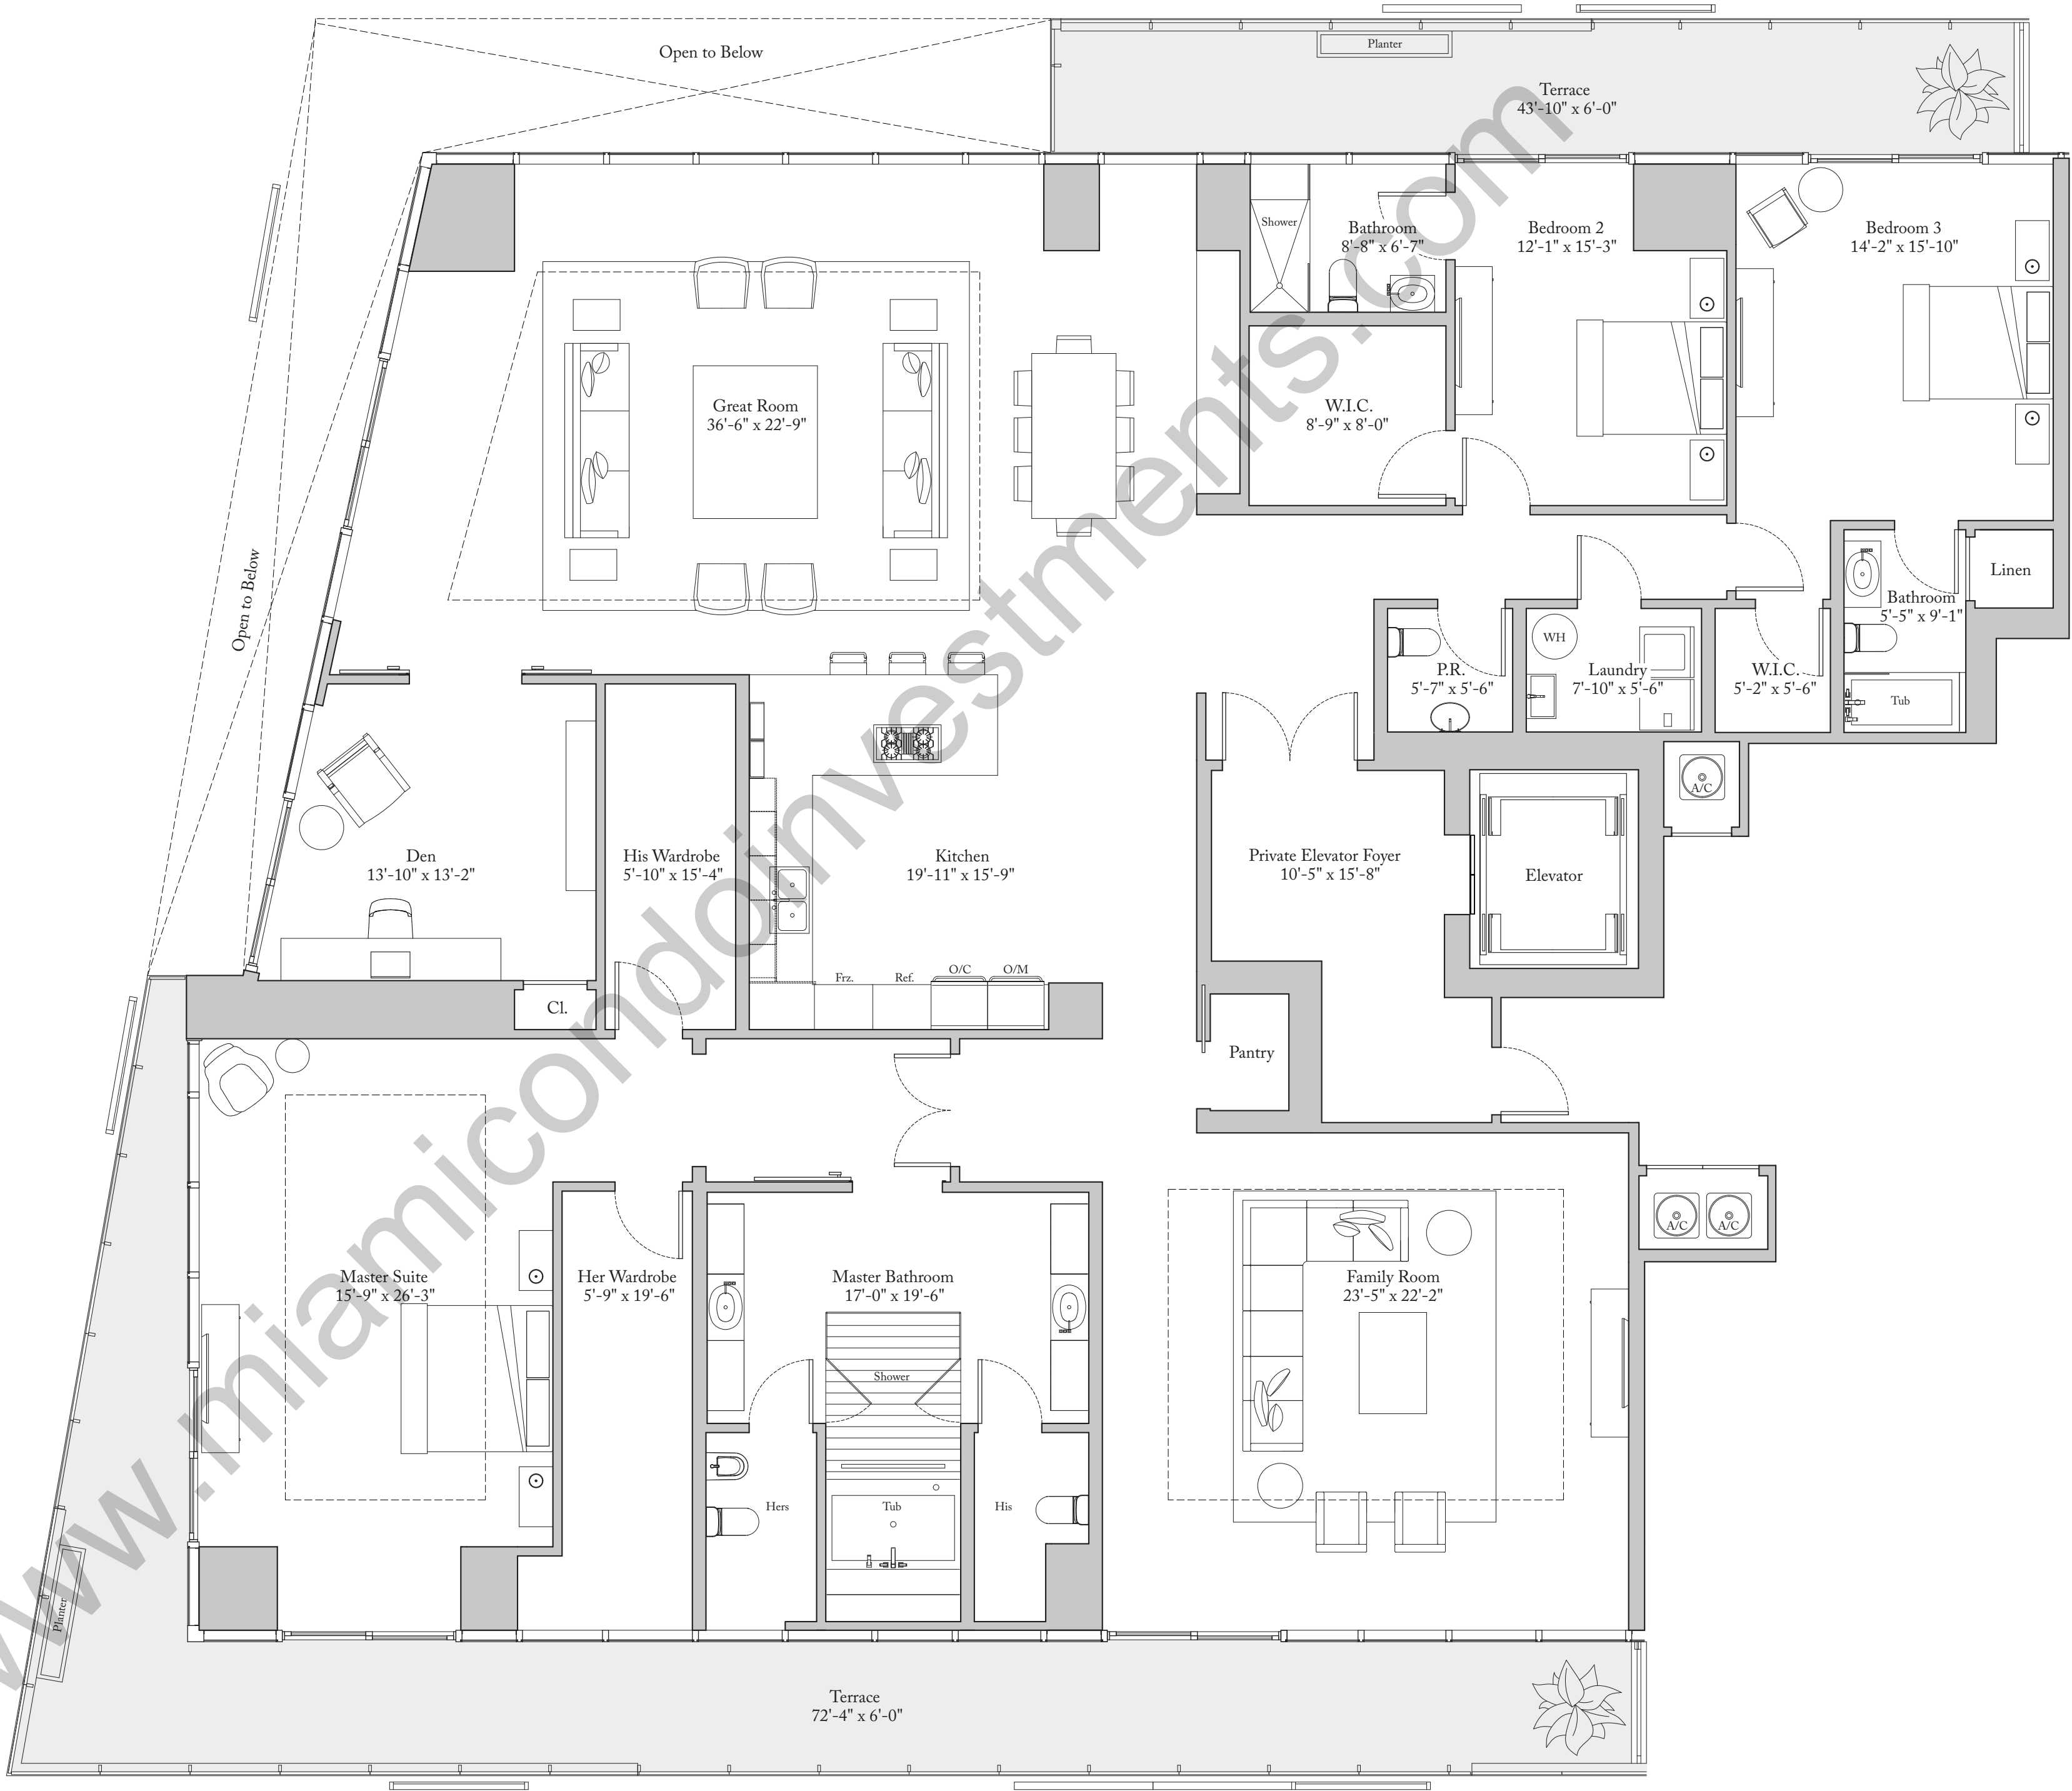 Open to Below
Planter
Terrace
43'-10" x 6'-0"
Shower
Bathroom
8'-8" x 6'-7"
Bedroom 2
12'-1" x 15'-3"
Bedroom 3
14'-2" x 15'-10"
Great Room
36'-6" x 22'-9"
W.I.C.
8'-9" x 8'-0"
Open to Below
Linen
Bathroom
5'-5" x 9'-1"
WH
P.R.
5'-7" x 5'-6"
Laundry
7'-10" x 5'-6"
W.I.C.
5'-2" x 5'-6"
Tub
A/C
Den
13'-10" x 13'-2"
His Wardrobe
5'-10" x 15'-4"
Kitchen
19'-11" x 15'-9"
Private Elevator Foyer
10'-5" x 15'-8"
Elevator
Frz.
Ref.
O/C
O/M
Cl.
Pantry
A/C
A/C
Master Suite
15'-9" x 26'-3"
Her Wardrobe
5'-9" x 19'-6"
Master Bathroom
17'-0" x 19'-6"
Family Room
23'-5" x 22'-2"
Shower
Hers
Tub
His
Planter
Terrace
72'-4" x 6'-0"
www.miamicondoinvestments.com